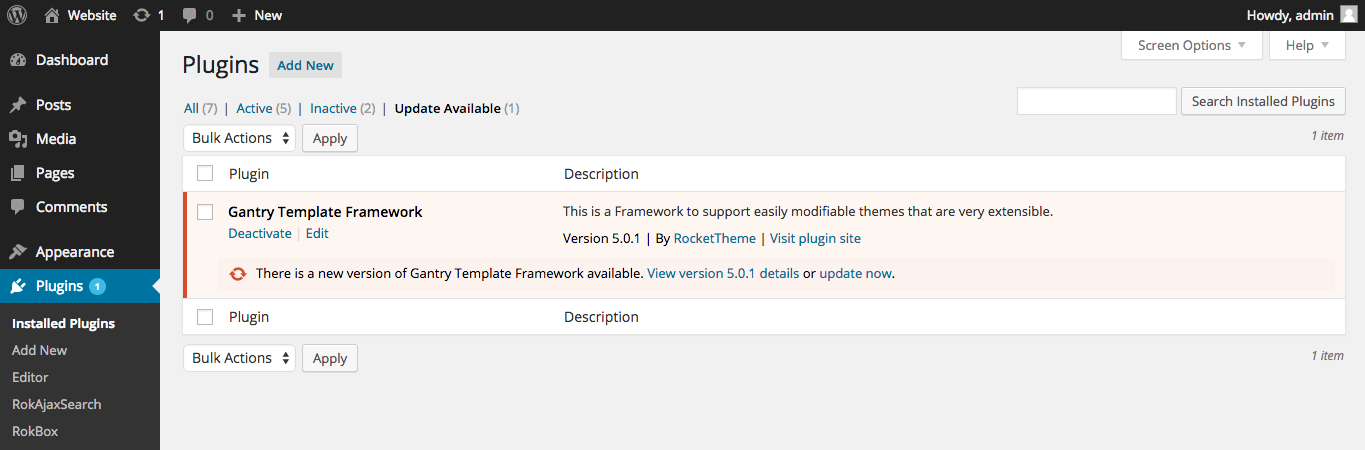 Website 1 0 New Howdy, admin
Dashboard
Posts
Media
Pages
Comments
Appearance
Plugins 1
Installed Plugins
Add New
Editor
RokAjaxSearch
RokBox
Screen Options Help
Plugins Add New
All (7) | Active (5) | Inactive (2) | Update Available (1)
Search Installed Plugins
Bulk Actions Apply
1 item
Plugin Description
Gantry Template Framework This is a Framework to support easily modifiable themes that are very extensible.
Deactivate | Edit Version 5.0.1 | By RocketTheme | Visit plugin site
There is a new version of Gantry Template Framework available. View version 5.0.1 details or update now.
Plugin Description
Bulk Actions Apply
1 item